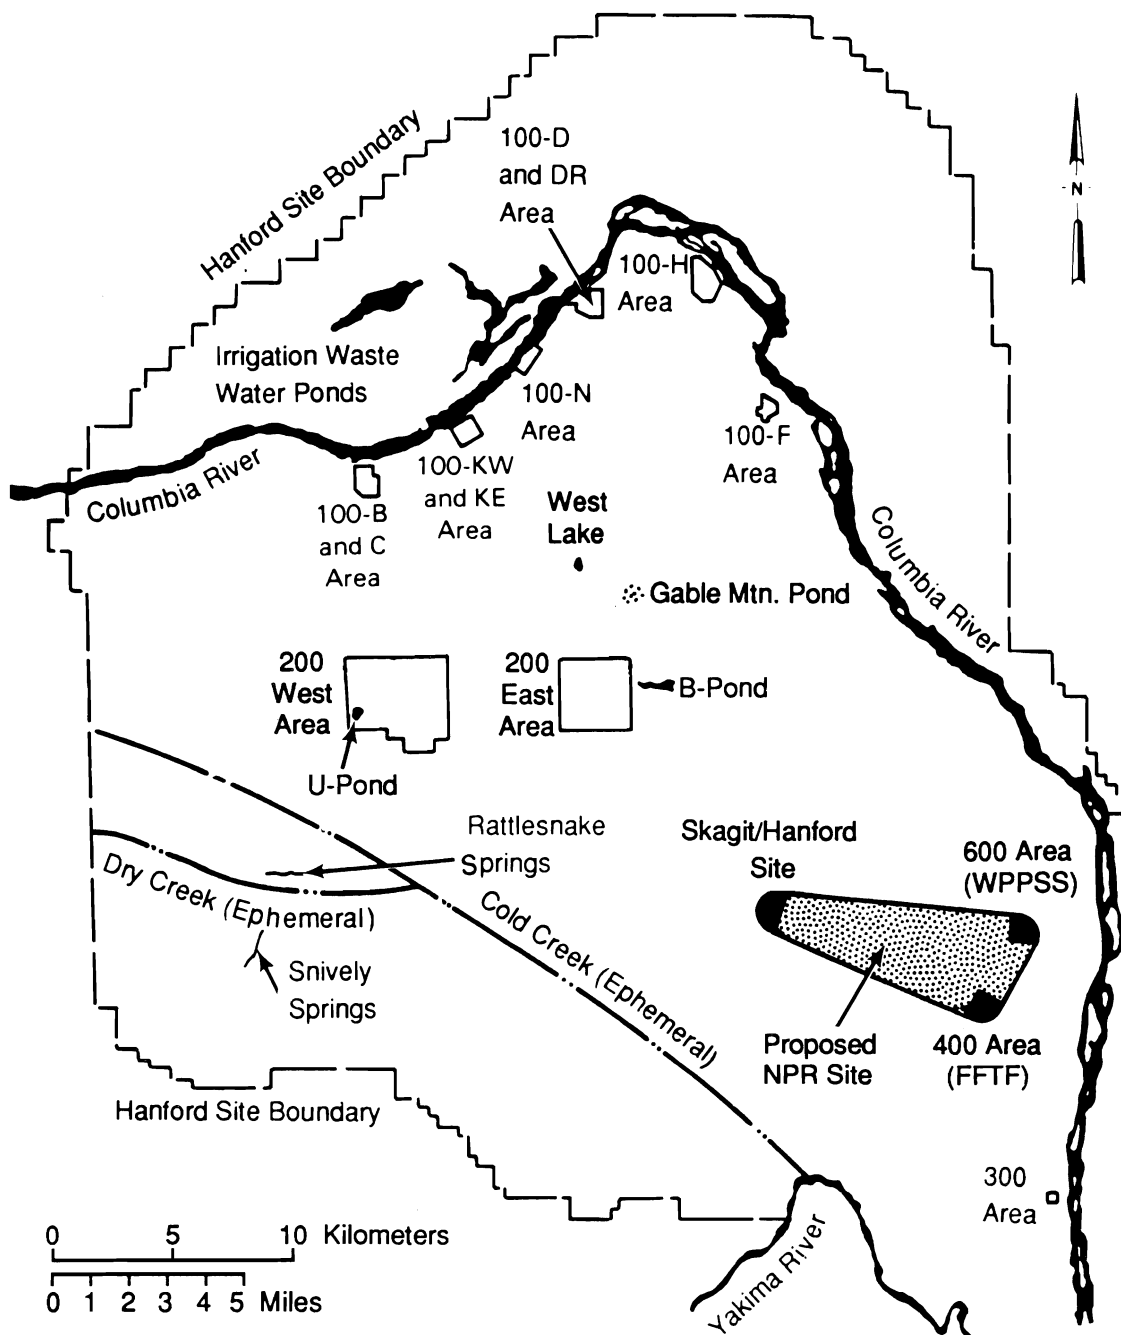 Hanford Site Boundary
100-D
and DR
Area
N
100-H
Area
Irrigation Waste
Water Ponds
100-N
Area
100-F
Area
Columbia River
100-KW
and KE
Area
100-B
and C
Area
West
Lake
Columbia River
Gable Mtn. Pond
200
West
Area
200
East
Area
B-Pond
U-Pond
Rattlesnake
Springs
Skagit/Hanford
Site
600 Area
(WPPSS)
Dry Creek (Ephemeral)
Cold Creek (Ephemeral)
Snively
Springs
Proposed
NPR Site
400 Area
(FFTF)
Hanford Site Boundary
300
Area
0 5 10 Kilometers
0 1 2 3 4 5 Miles
Yakima River